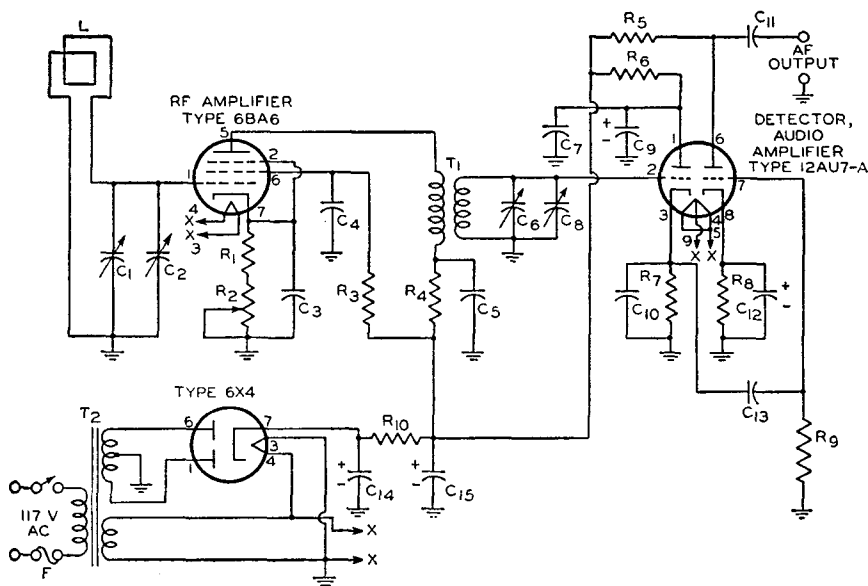 L
RF AMPLIFIER
TYPE 6BA6
5
2
6
1
7
4
X
X
3
C1
C2
R1
R2
C3
C4
R3
T1
R4
C5
C6
C8
R5
R6
C11
AF
OUTPUT
+
-
C7
C9
DETECTOR,
AUDIO
AMPLIFIER
TYPE 12AU7-A
1
6
2
7
3
4
8
9
5
X
X
R7
C10
R8
C12
+
-
C13
R9
TYPE 6X4
T2
6
7
3
4
1
R10
+
-
C14
+
-
C15
117 V
AC
F
X
X